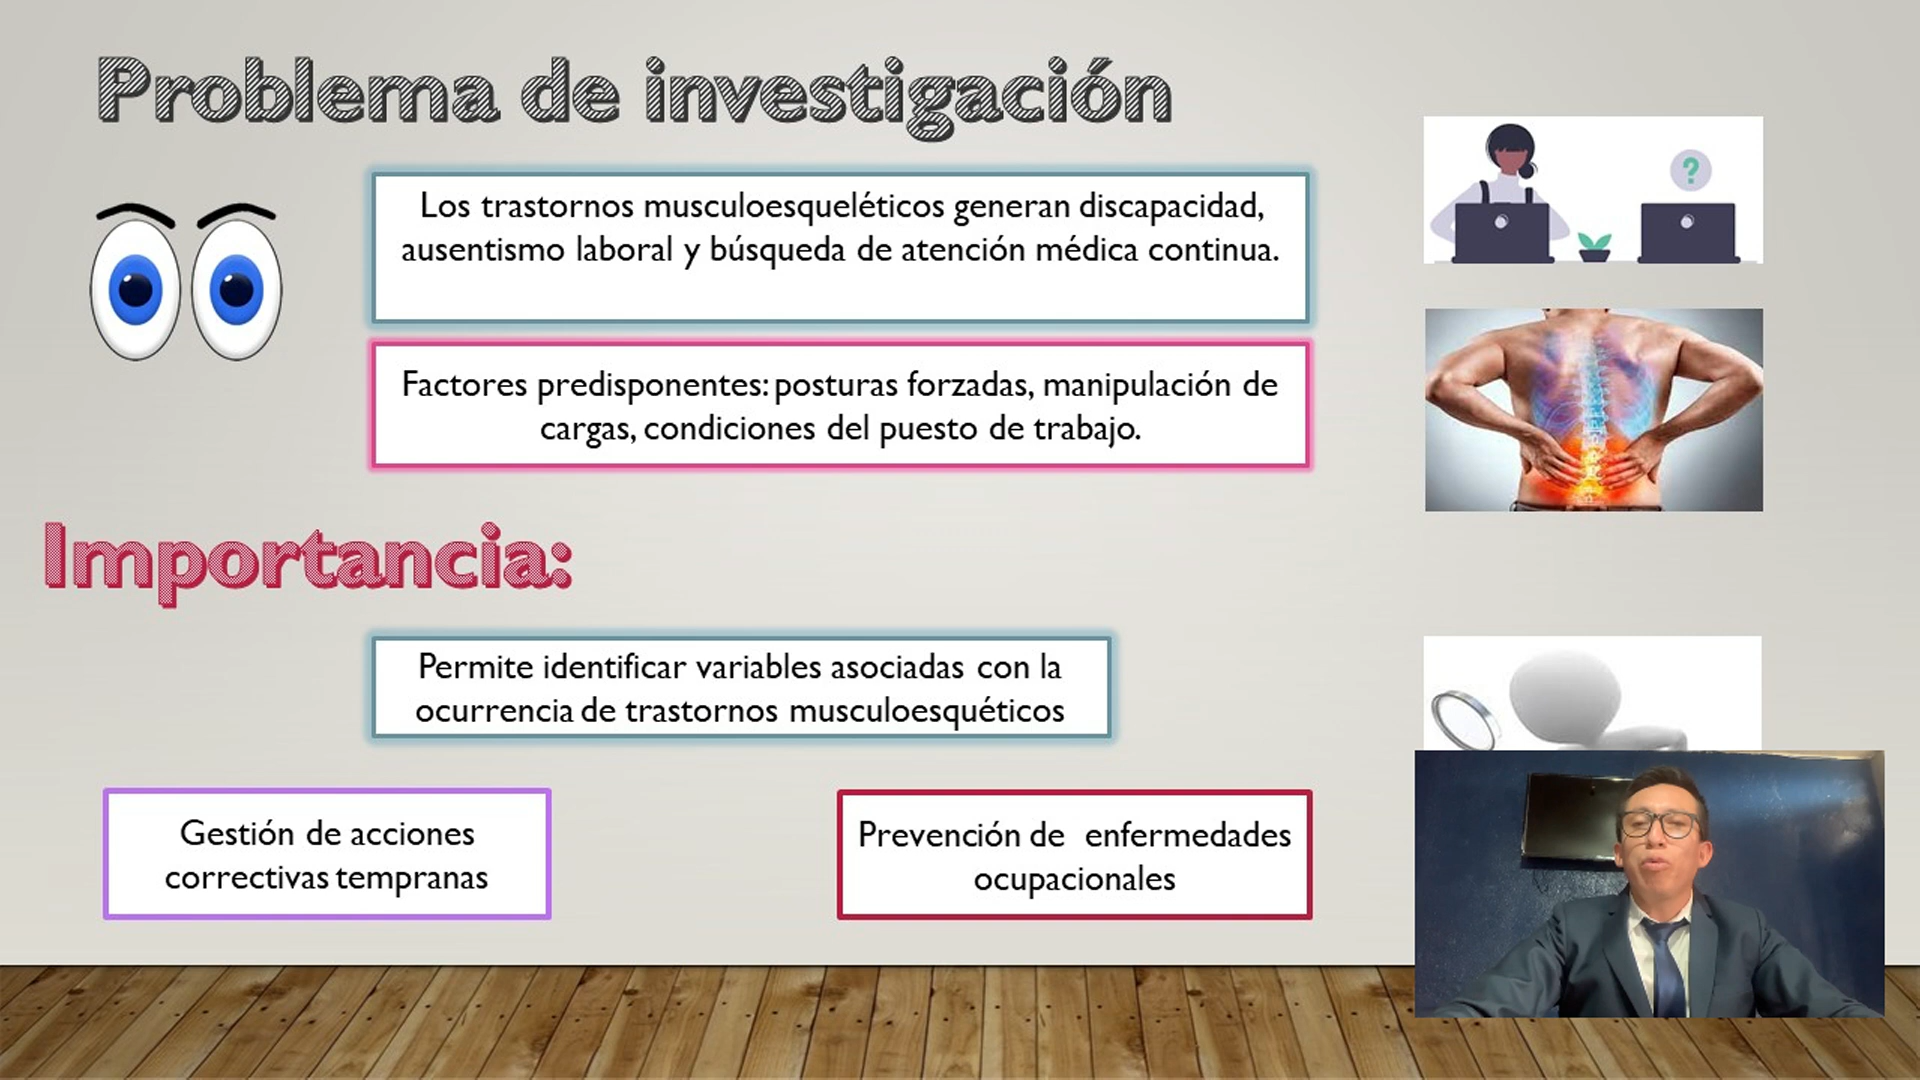 Problema de investigación
Los trastornos musculoesqueléticos generan discapacidad,
ausentismo laboral y búsqueda de atención médica continua.
Factores predisponentes: posturas forzadas, manipulación de
cargas, condiciones del puesto de trabajo.
Importancia:
Permite identificar variables asociadas con la
ocurrencia de trastornos musculoesquéticos
Gestión de acciones
correctivas tempranas
Prevención de enfermedades
ocupacionales
?